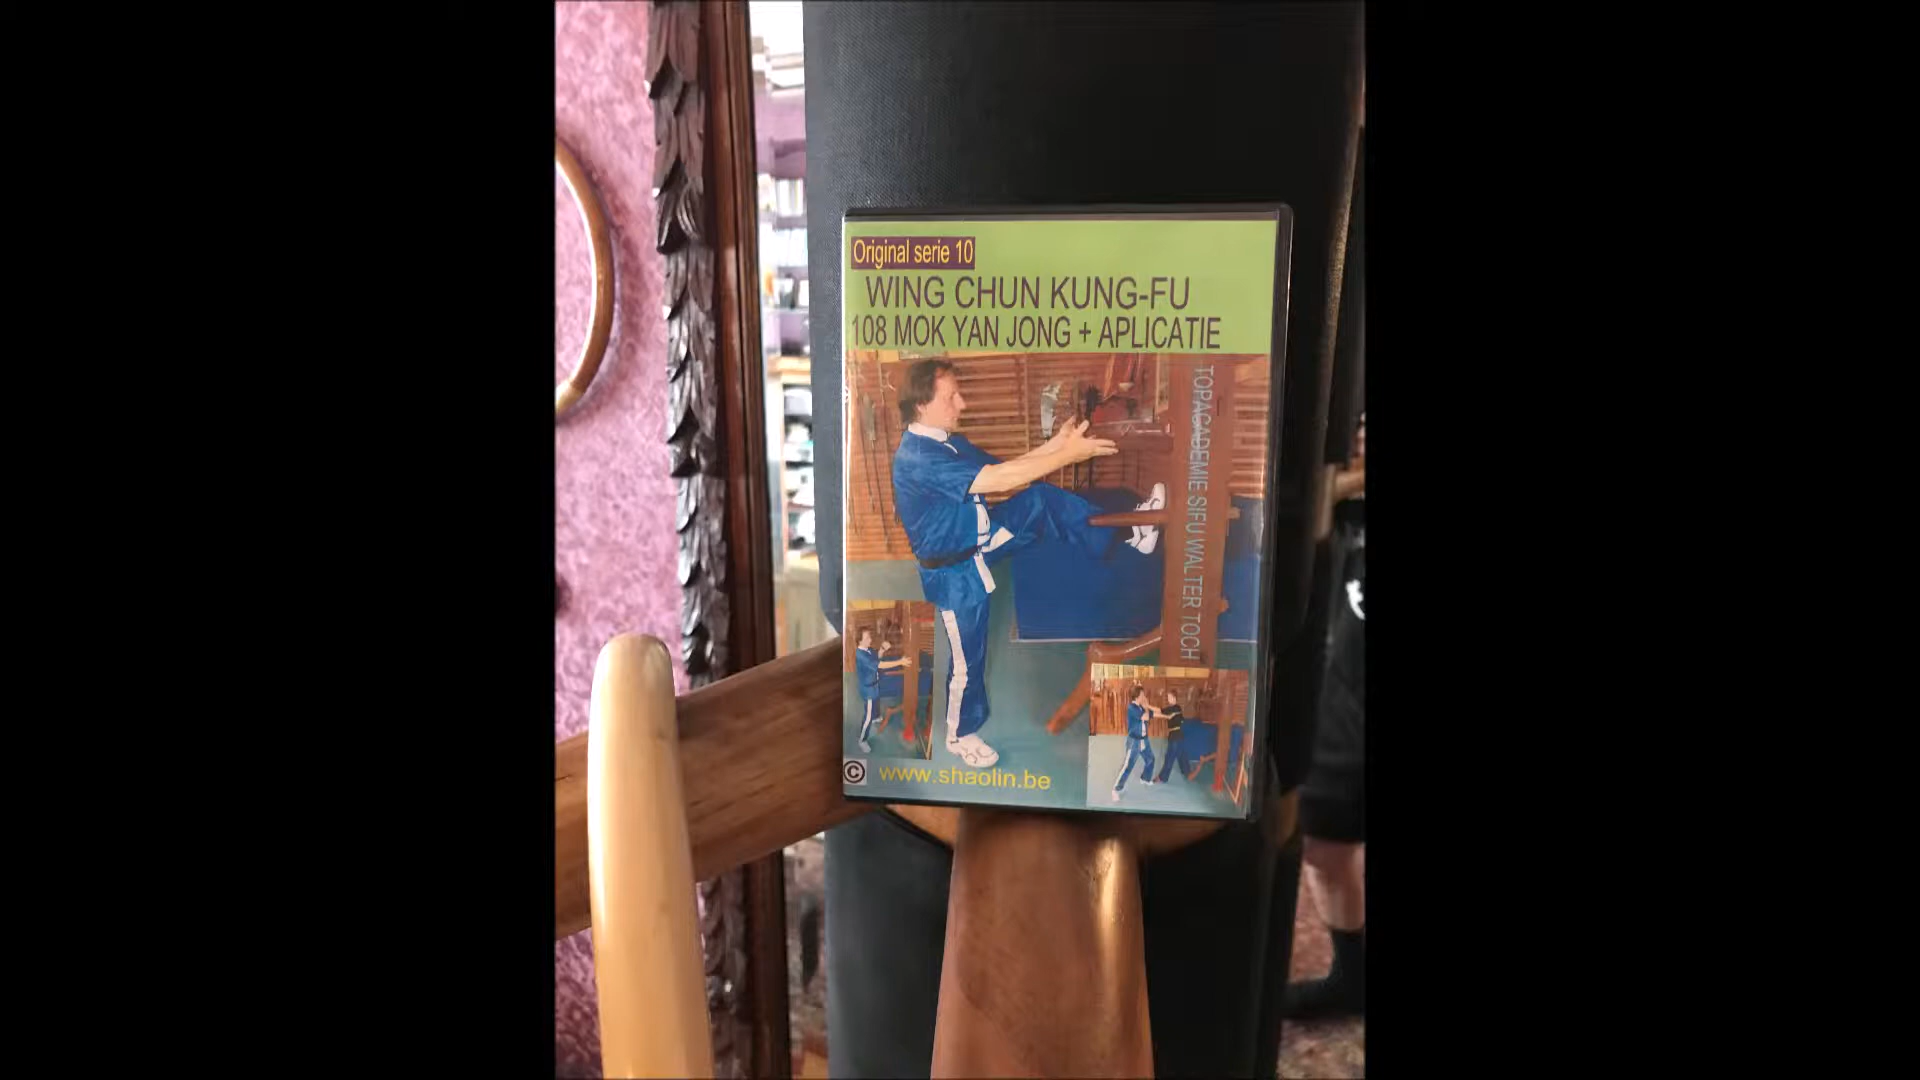 Original serie 10
WING CHUN KUNG-FU
108 MOK YAN JONG + APLICATIE
TOPACADEMIE SIFU WALTER TOCH
© www.shaolin.be